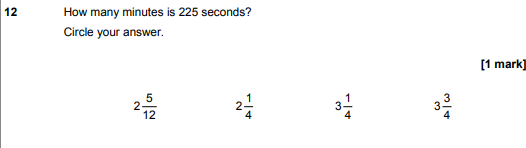 12 How many minutes is 225 seconds?
Circle your answer.
[1 mark]
2 5/12 2 1/4 3 1/4 3 3/4